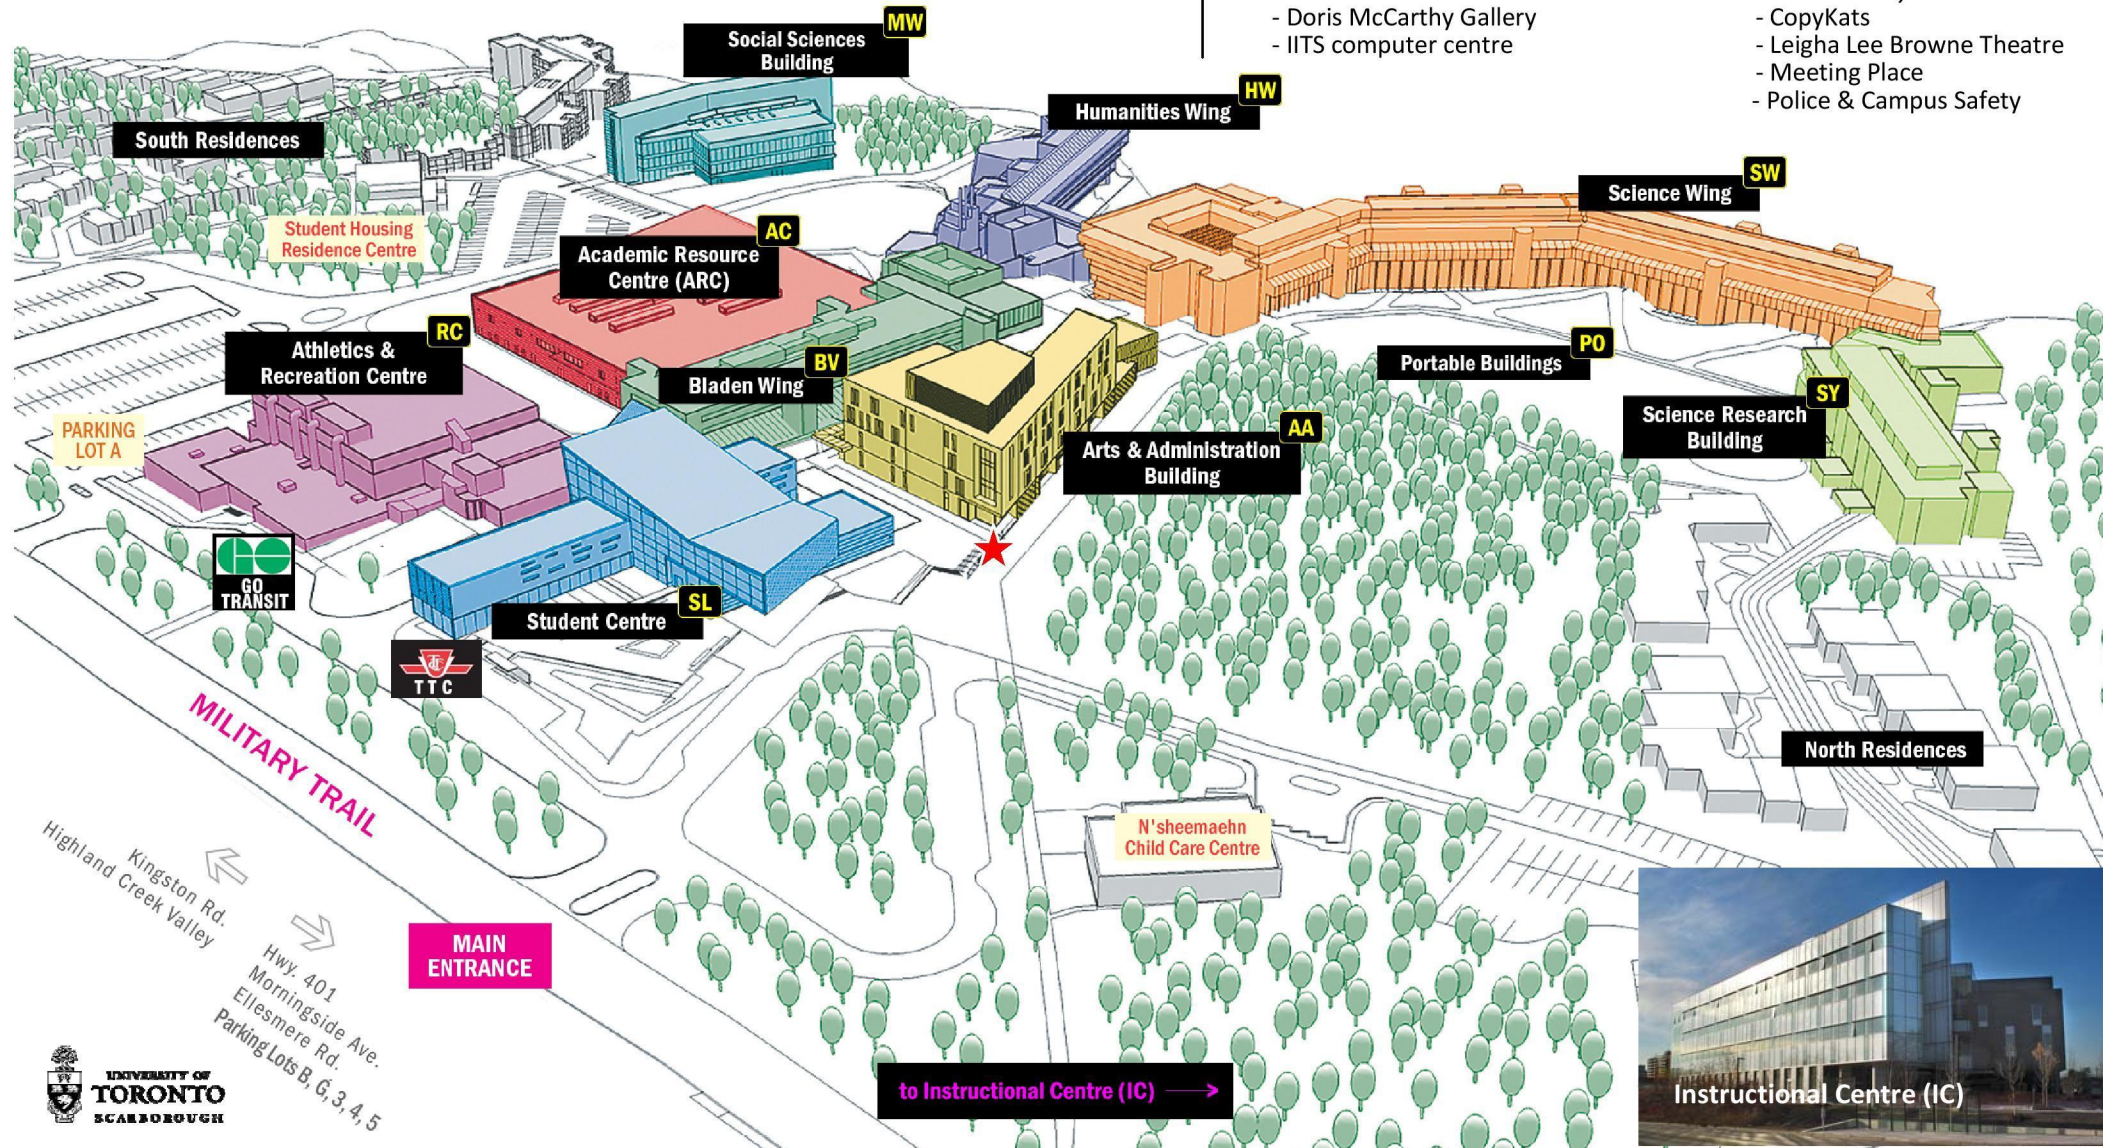 - Doris McCarthy Gallery
- IITS computer centre
- CopyKats
- Leigha Lee Browne Theatre
- Meeting Place
- Police & Campus Safety
MW
Social Sciences
Building
HW
Humanities Wing
South Residences
SW
Science Wing
Student Housing
Residence Centre
AC
Academic Resource
Centre (ARC)
RC
Athletics &
Recreation Centre
BV
Bladen Wing
PO
Portable Buildings
SY
Science Research
Building
PARKING
LOT A
AA
Arts & Administration
Building
GO
TRANSIT
SL
Student Centre
TTC
MILITARY TRAIL
North Residences
N'sheemaehn
Child Care Centre
Kingston Rd.
Highland Creek Valley
Hwy. 401
Morningside Ave.
Ellesmere Rd.
Parking Lots B, G, 3, 4, 5
MAIN
ENTRANCE
to Instructional Centre (IC)
Instructional Centre (IC)
UNIVERSITY OF
TORONTO
SCARBOROUGH